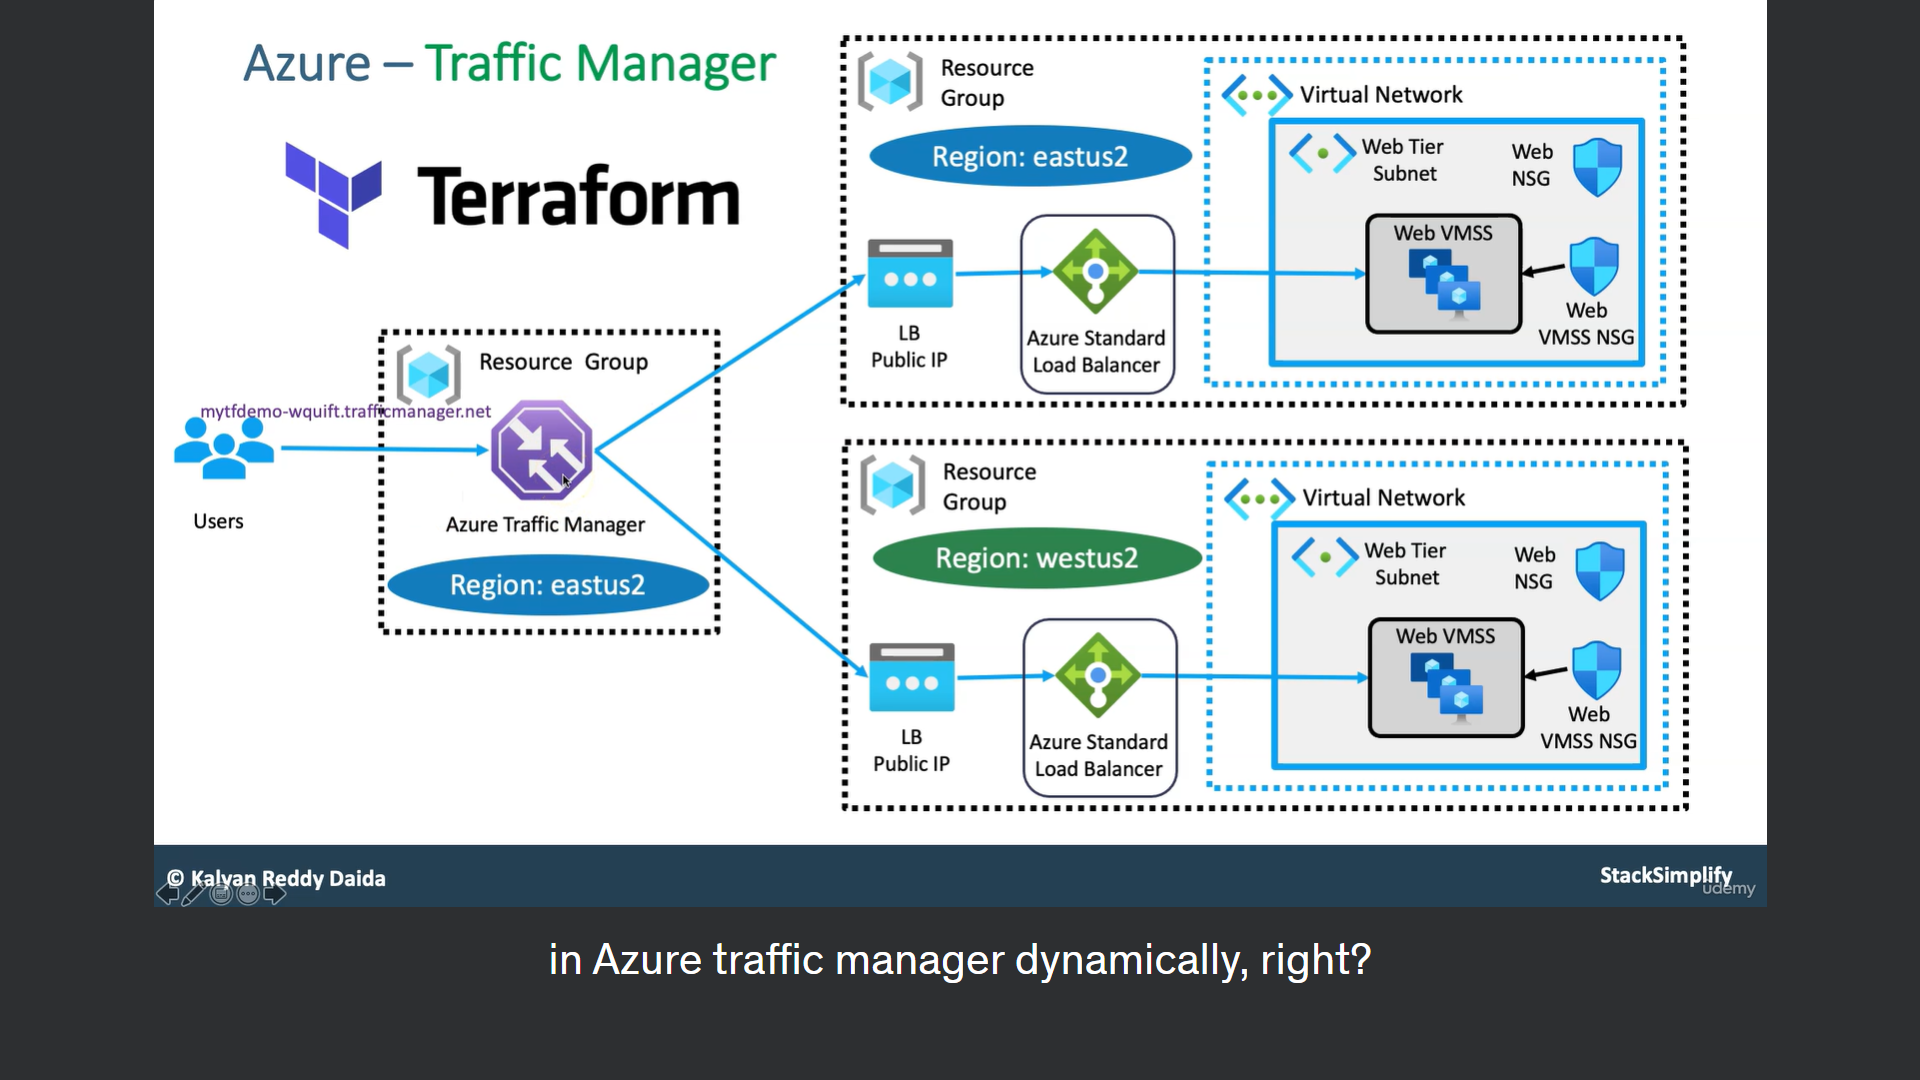 Azure – Traffic Manager
Terraform
Resource Group
mytfdemo-wquift.trafficmanager.net
Users
Azure Traffic Manager
Region: eastus2
Resource
Group
Region: eastus2
LB
Public IP
Azure Standard
Load Balancer
Virtual Network
Web Tier
Subnet
Web
NSG
Web VMSS
Web
VMSS NSG
Resource
Group
Region: westus2
LB
Public IP
Azure Standard
Load Balancer
Virtual Network
Web Tier
Subnet
Web
NSG
Web VMSS
Web
VMSS NSG
© Kalyan Reddy Daida
StackSimplify
udemy
in Azure traffic manager dynamically, right?